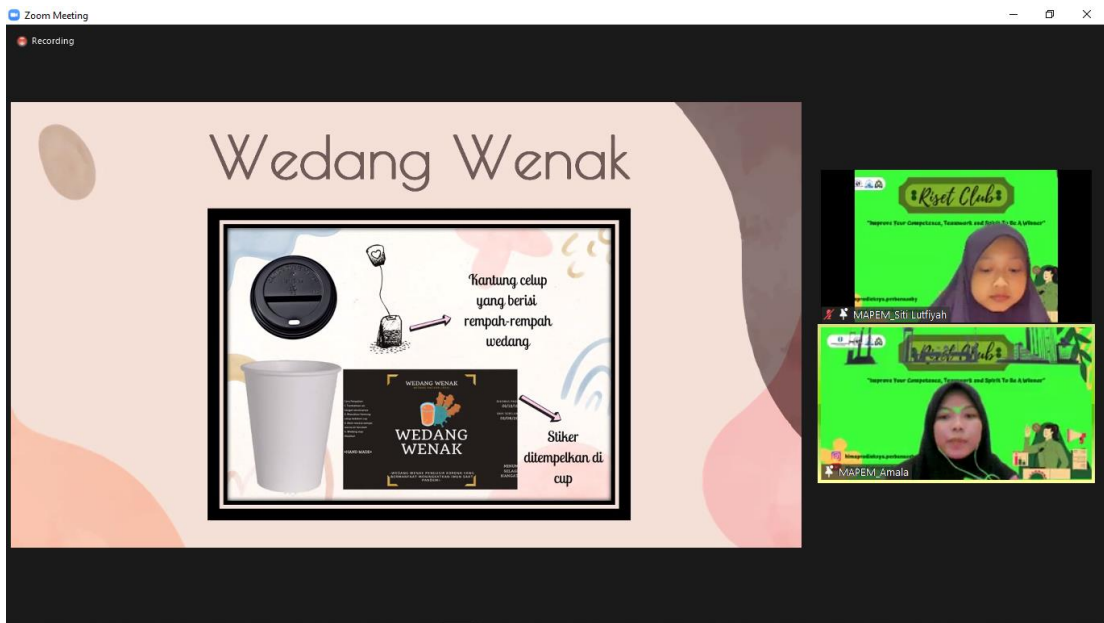 Zoom Meeting
Recording
Wedang Wenak
Kantung celup
yang berisi
rempah-rempah
wedang
WEDANG WENAK
WEDANG
WENAK
Stiker
ditempelkan di
cup
Riset Club
"Improve Your Competence, Teamwork and Spirit To Be A Winner"
MAPEM_Siti Lutfiyah
"Improve Your Competence, Teamwork and Spirit To Be A Winner"
MAPEM_Amala